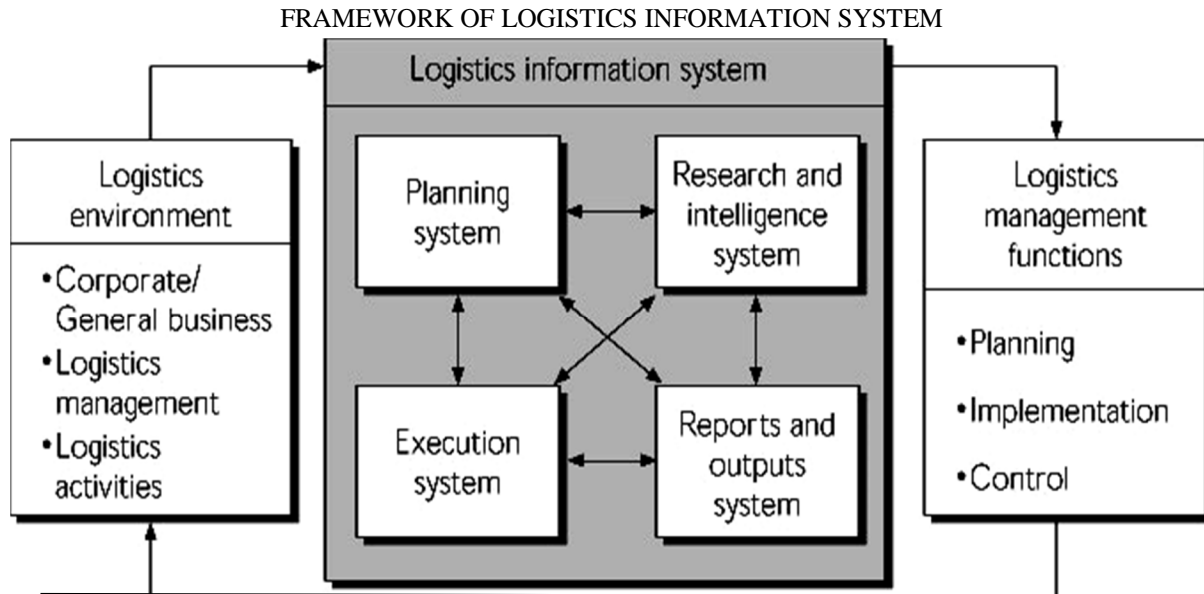 FRAMEWORK OF LOGISTICS INFORMATION SYSTEM
Logistics information system
Logistics
environment
•Corporate/
General business
•Logistics
management
•Logistics
activities
Planning
system
Research and
intelligence
system
Execution
system
Reports and
outputs
system
Logistics
management
functions
•Planning
•Implementation
•Control